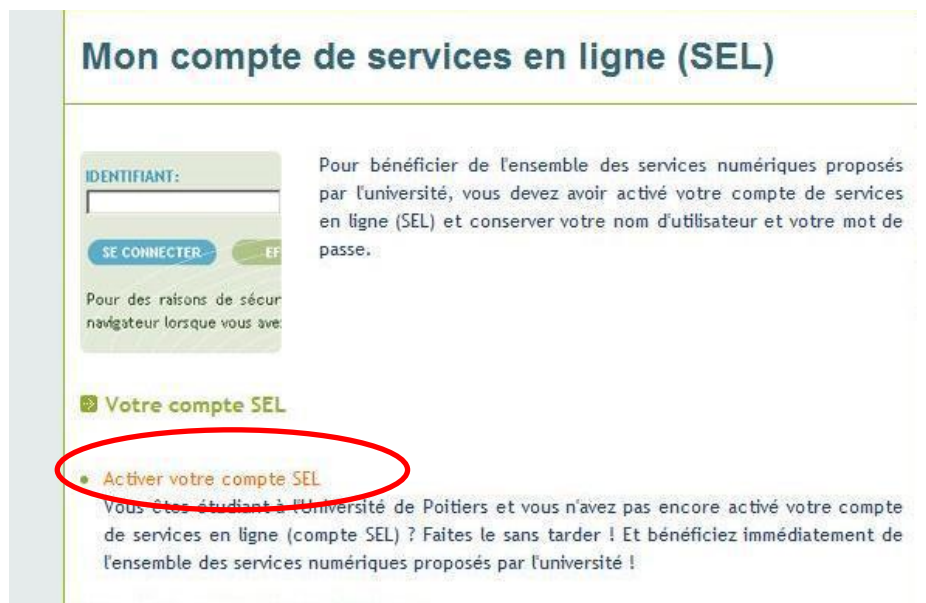 Mon compte de services en ligne (SEL)
IDENTIFIANT:
SE CONNECTER
EF
Pour des raisons de sécur
navigateur lorsque vous ave
Pour bénéficier de l'ensemble des services numériques proposés
par l'université, vous devez avoir activé votre compte de services
en ligne (SEL) et conserver votre nom d'utilisateur et votre mot de
passe.
Votre compte SEL
Activer votre compte SEL
Vous êtes étudiant à l'Université de Poitiers et vous n'avez pas encore activé votre compte
de services en ligne (compte SEL) ? Faites le sans tarder ! Et bénéficiez immédiatement de
l'ensemble des services numériques proposés par l'université !